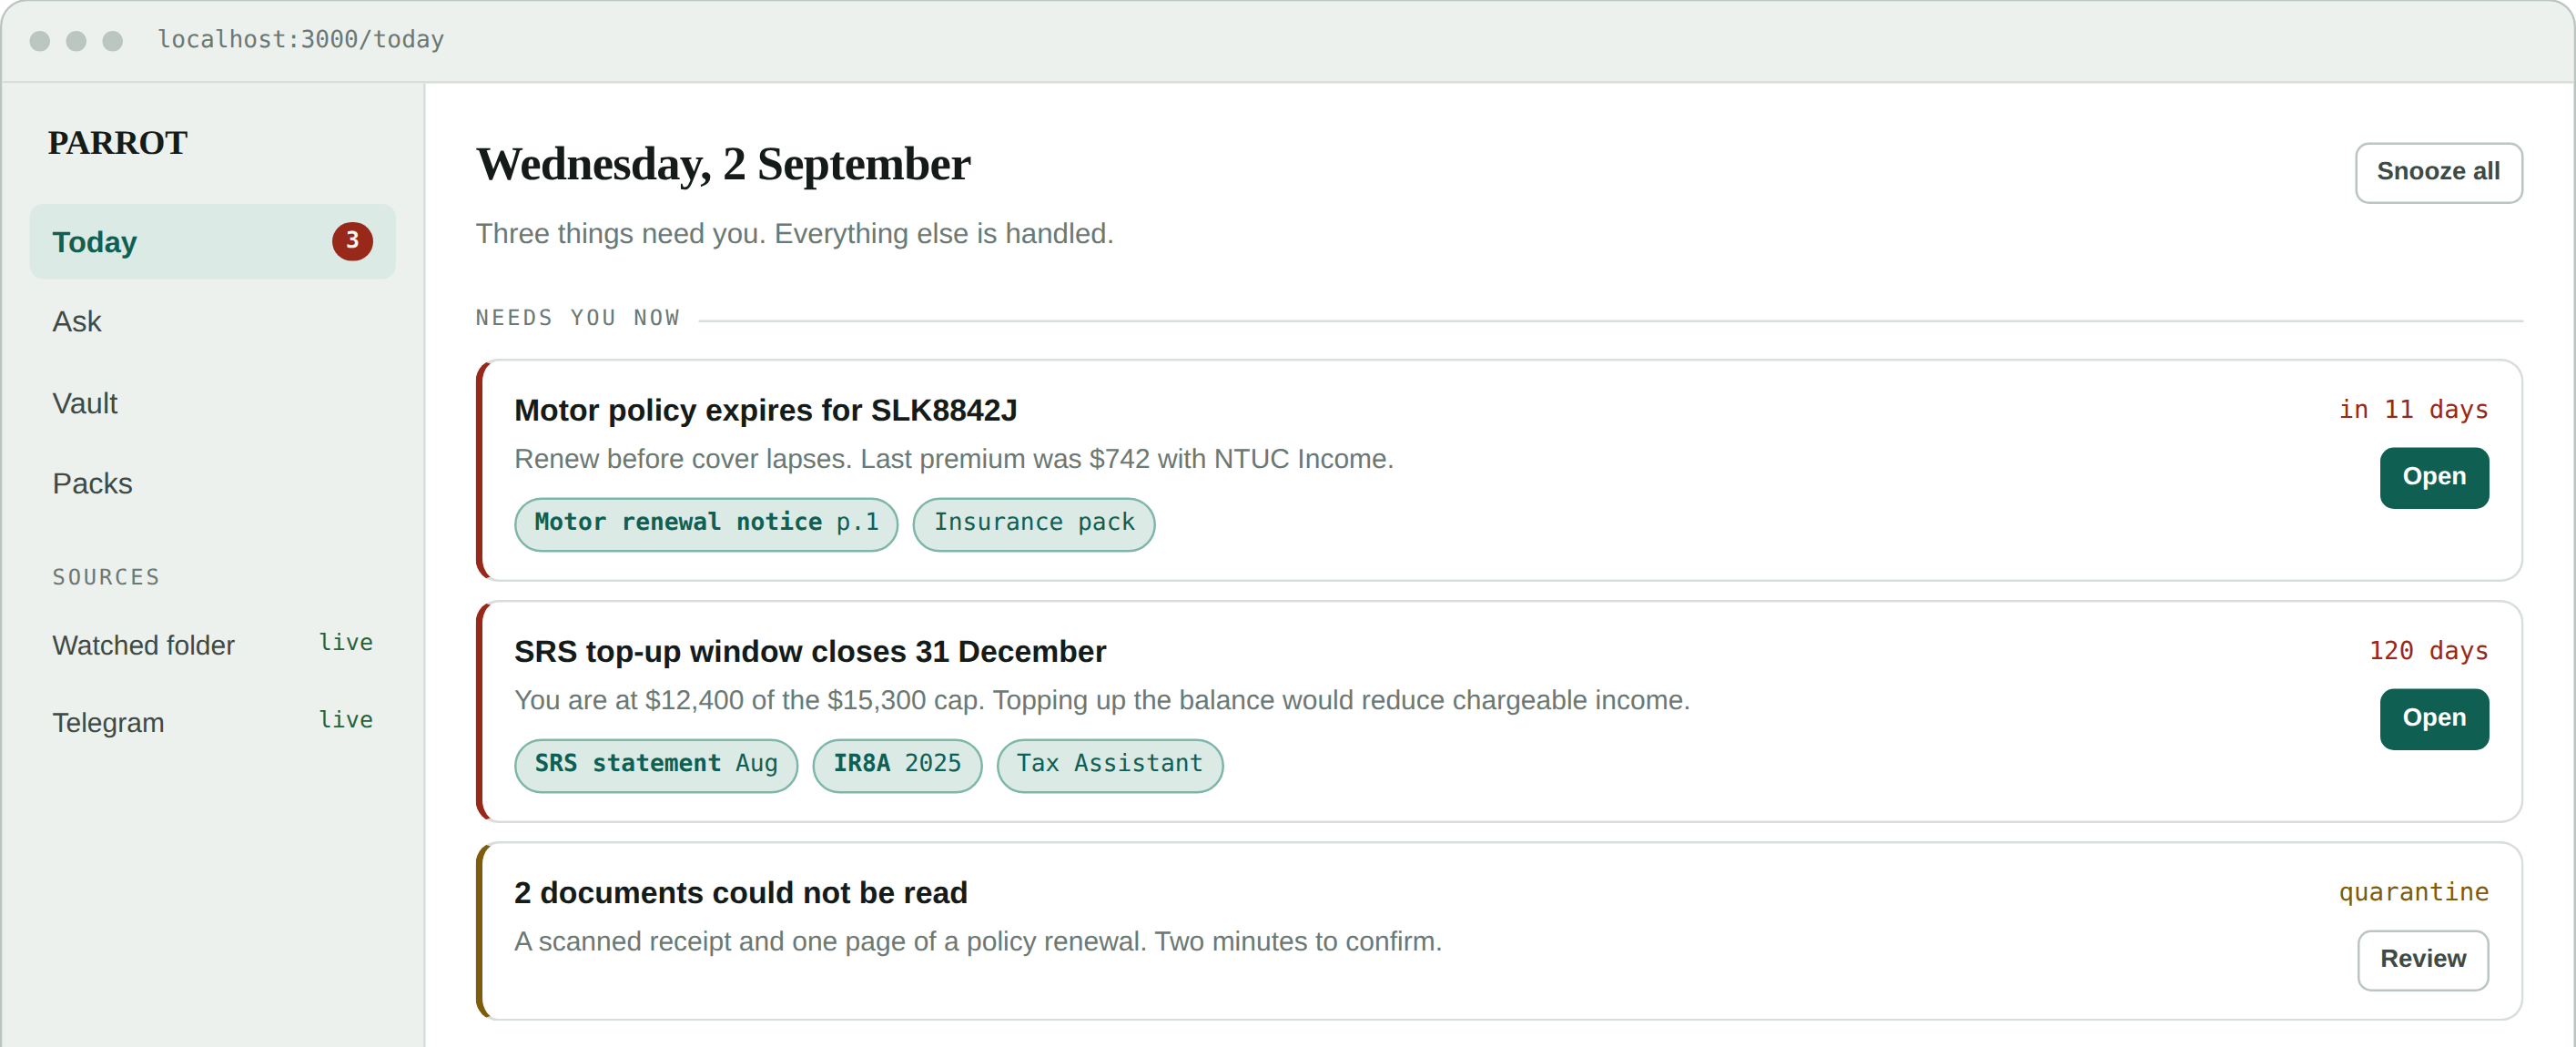 localhost:3000/today
PARROT
Today 3
Ask
Vault
Packs
SOURCES
Watched folder live
Telegram live
Wednesday, 2 September
Snooze all
Three things need you. Everything else is handled.
NEEDS YOU NOW
Motor policy expires for SLK8842J
in 11 days
Renew before cover lapses. Last premium was $742 with NTUC Income.
Open
Motor renewal notice p.1 Insurance pack
SRS top-up window closes 31 December
120 days
You are at $12,400 of the $15,300 cap. Topping up the balance would reduce chargeable income.
Open
SRS statement Aug IR8A 2025 Tax Assistant
2 documents could not be read
quarantine
A scanned receipt and one page of a policy renewal. Two minutes to confirm.
Review